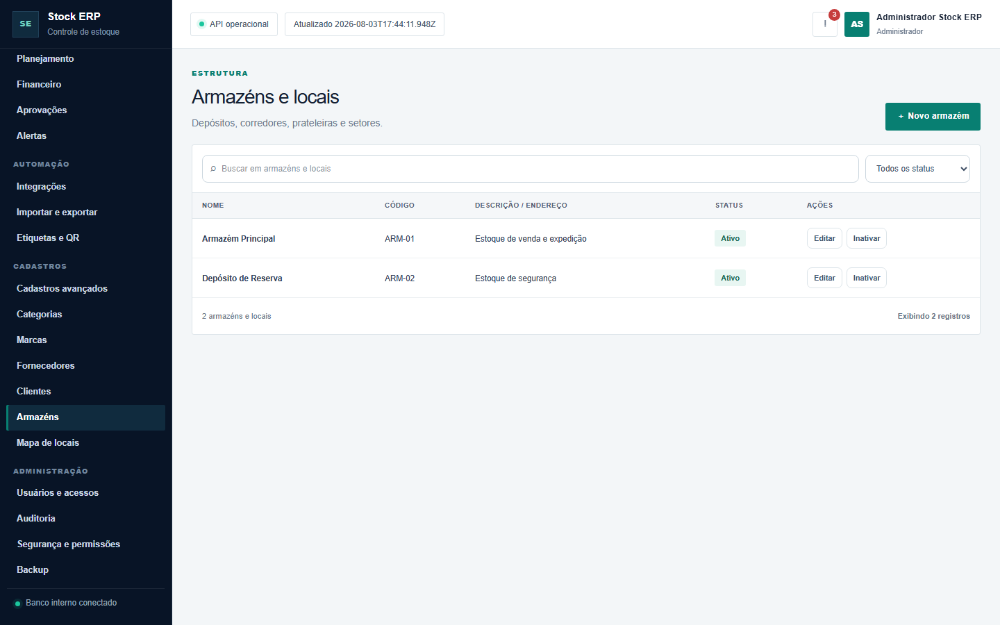 SE
Stock ERP
Controle de estoque
Planejamento
Financeiro
Aprovações
Alertas
AUTOMAÇÃO
Integrações
Importar e exportar
Etiquetas e QR
CADASTROS
Cadastros avançados
Categorias
Marcas
Fornecedores
Clientes
Armazéns
Mapa de locais
ADMINISTRAÇÃO
Usuários e acessos
Auditoria
Segurança e permissões
Backup
Banco interno conectado
API operacional
Atualizado 2026-08-03T17:44:11.948Z
!
3
AS
Administrador Stock ERP
Administrador
ESTRUTURA
Armazéns e locais
Depósitos, corredores, prateleiras e setores.
+ Novo armazém
⌕ Buscar em armazéns e locais
Todos os status
NOME CÓDIGO DESCRIÇÃO / ENDEREÇO STATUS AÇÕES
Armazém Principal ARM-01 Estoque de venda e expedição Ativo Editar Inativar
Depósito de Reserva ARM-02 Estoque de segurança Ativo Editar Inativar
2 armazéns e locais Exibindo 2 registros